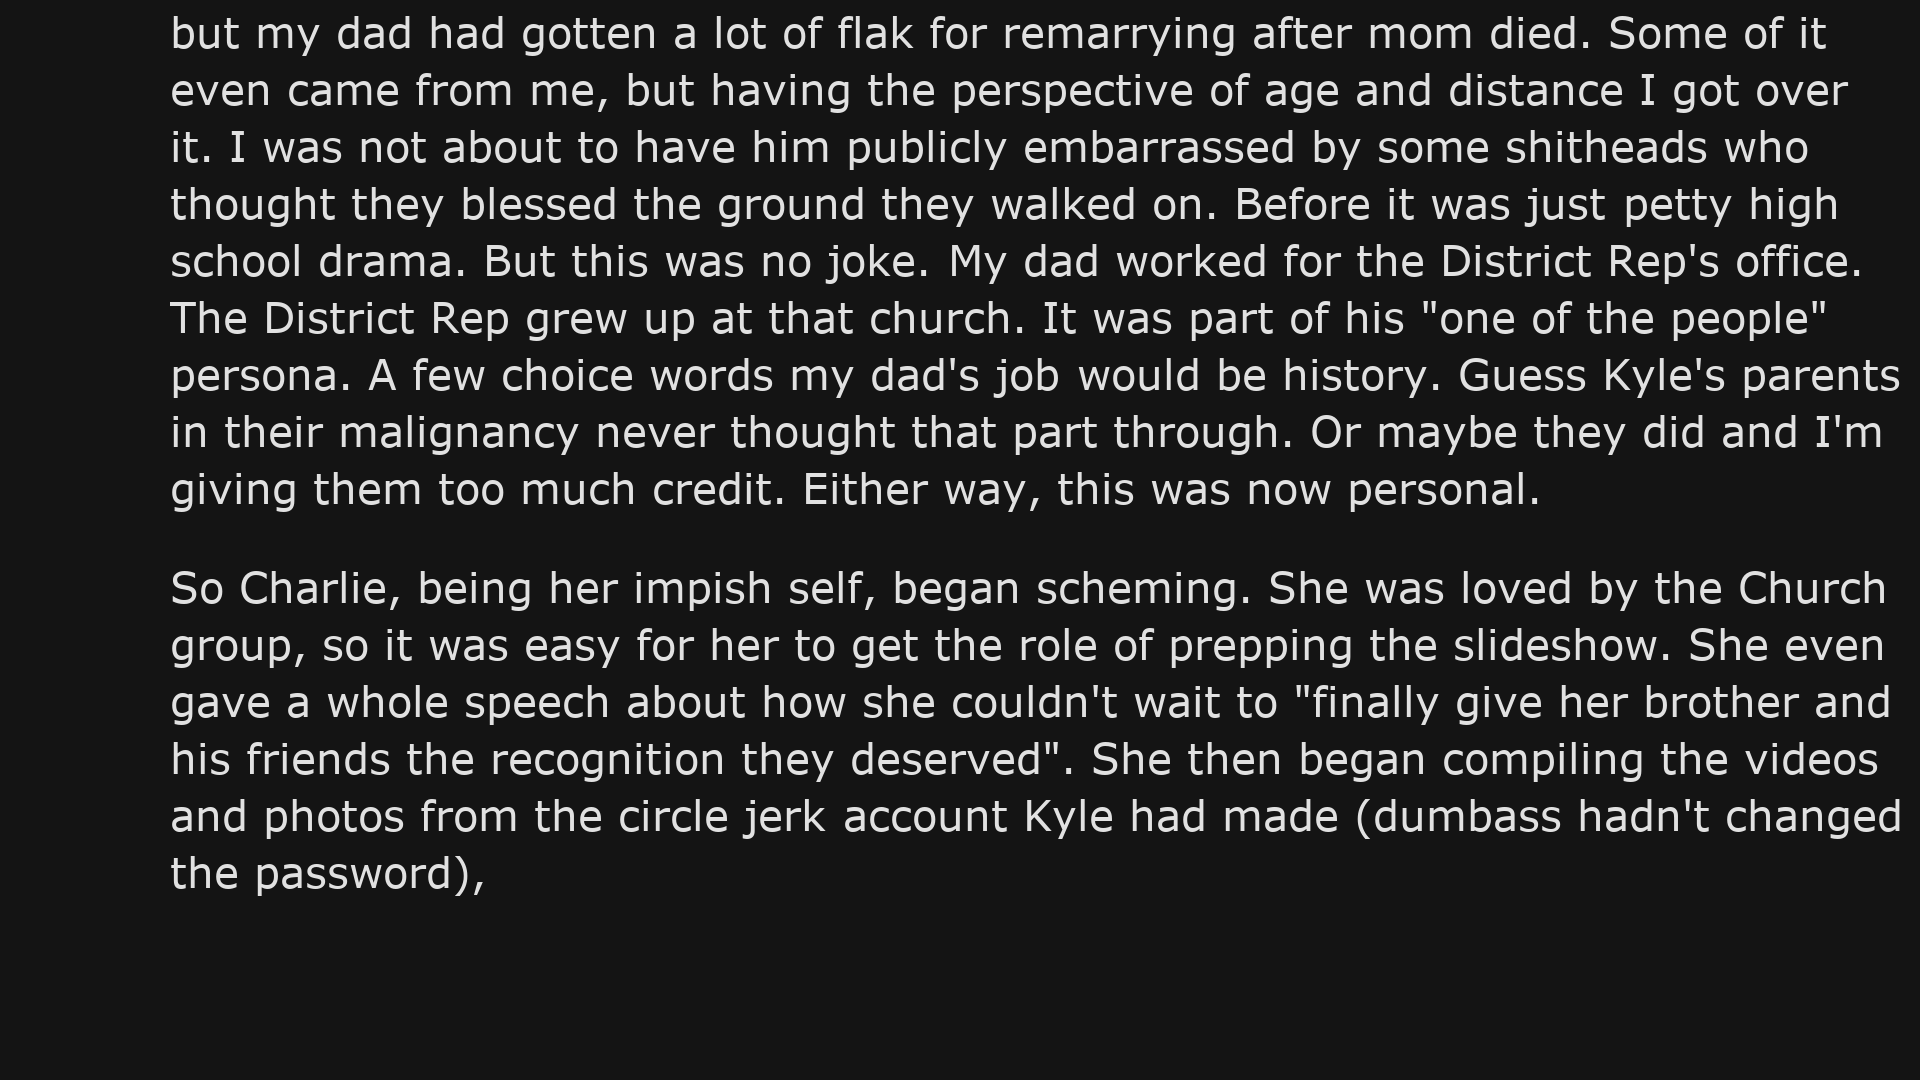 but my dad had gotten a lot of flak for remarrying after mom died. Some of it
even came from me, but having the perspective of age and distance I got over
it. I was not about to have him publicly embarrassed by some shitheads who
thought they blessed the ground they walked on. Before it was just petty high
school drama. But this was no joke. My dad worked for the District Rep's office.
The District Rep grew up at that church. It was part of his "one of the people"
persona. A few choice words my dad's job would be history. Guess Kyle's parents
in their malignancy never thought that part through. Or maybe they did and I'm
giving them too much credit. Either way, this was now personal.
So Charlie, being her impish self, began scheming. She was loved by the Church
group, so it was easy for her to get the role of prepping the slideshow. She even
gave a whole speech about how she couldn't wait to "finally give her brother and
his friends the recognition they deserved". She then began compiling the videos
and photos from the circle jerk account Kyle had made (dumbass hadn't changed
the password),